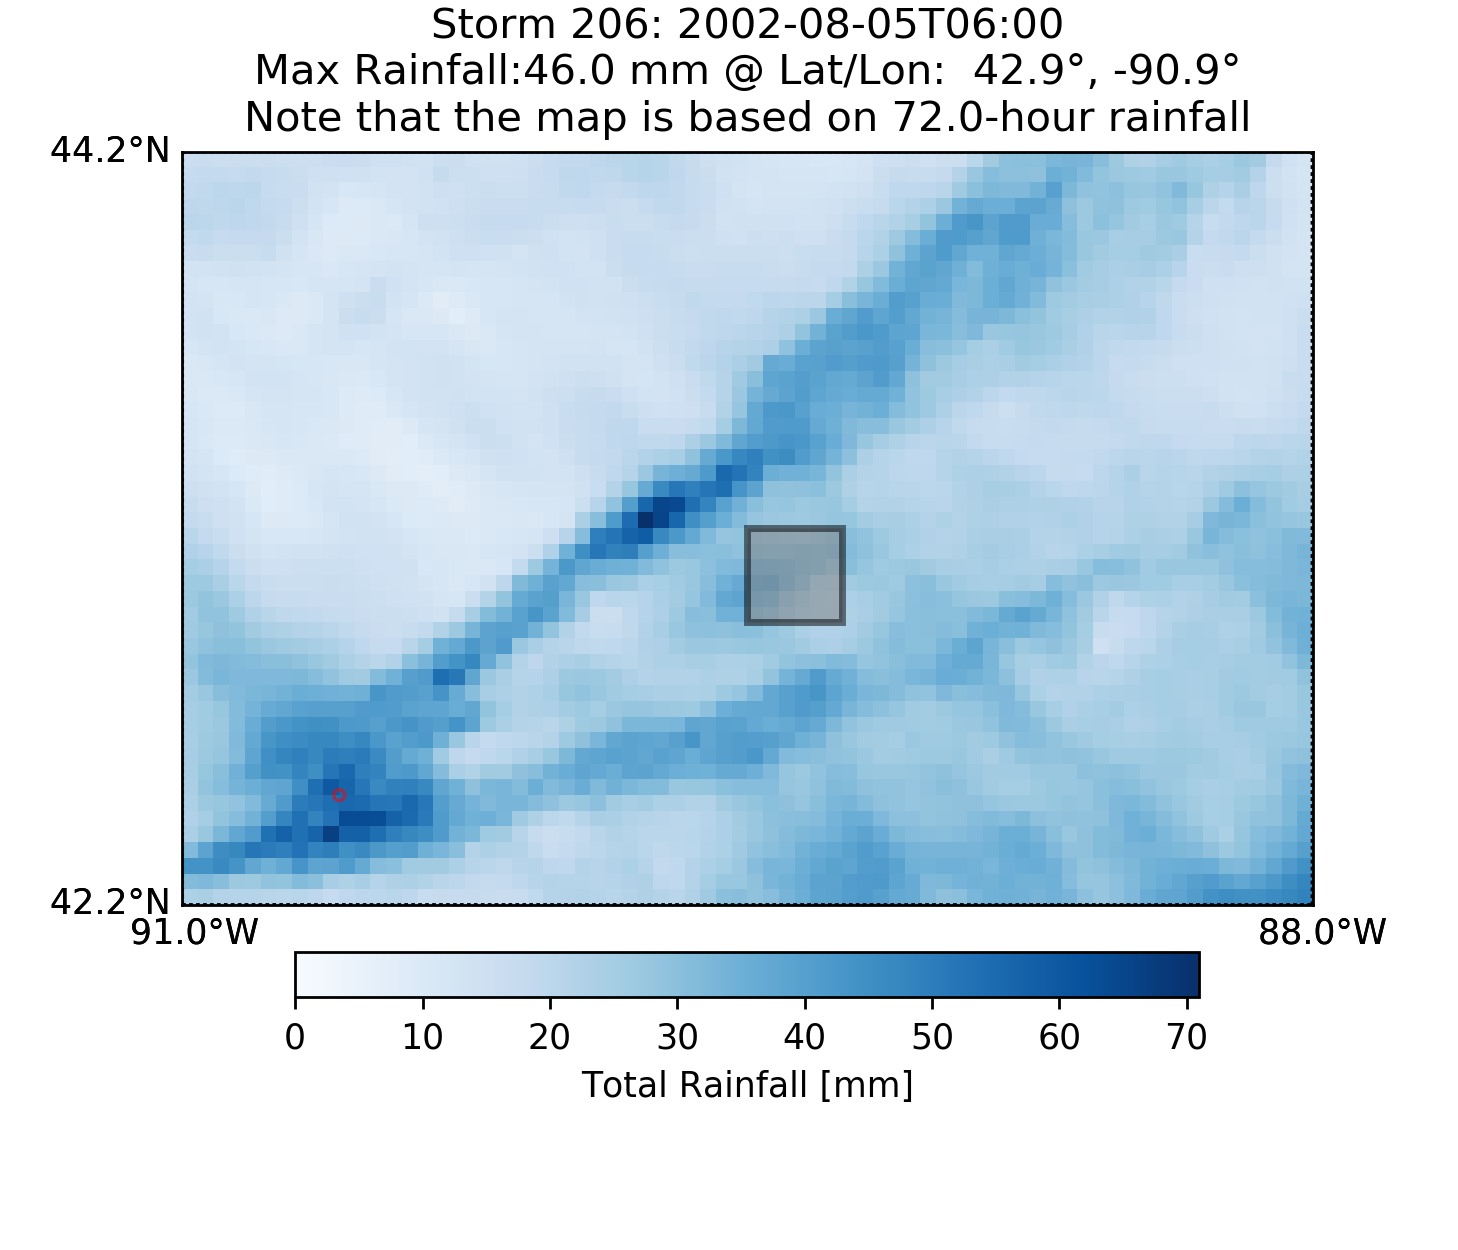 Storm 206: 2002-08-05T06:00
Max Rainfall:46.0 mm @ Lat/Lon:  42.9°, -90.9°
Note that the map is based on 72.0-hour rainfall
44.2°N
42.2°N
91.0°W 88.0°W
0 10 20 30 40 50 60 70
Total Rainfall [mm]